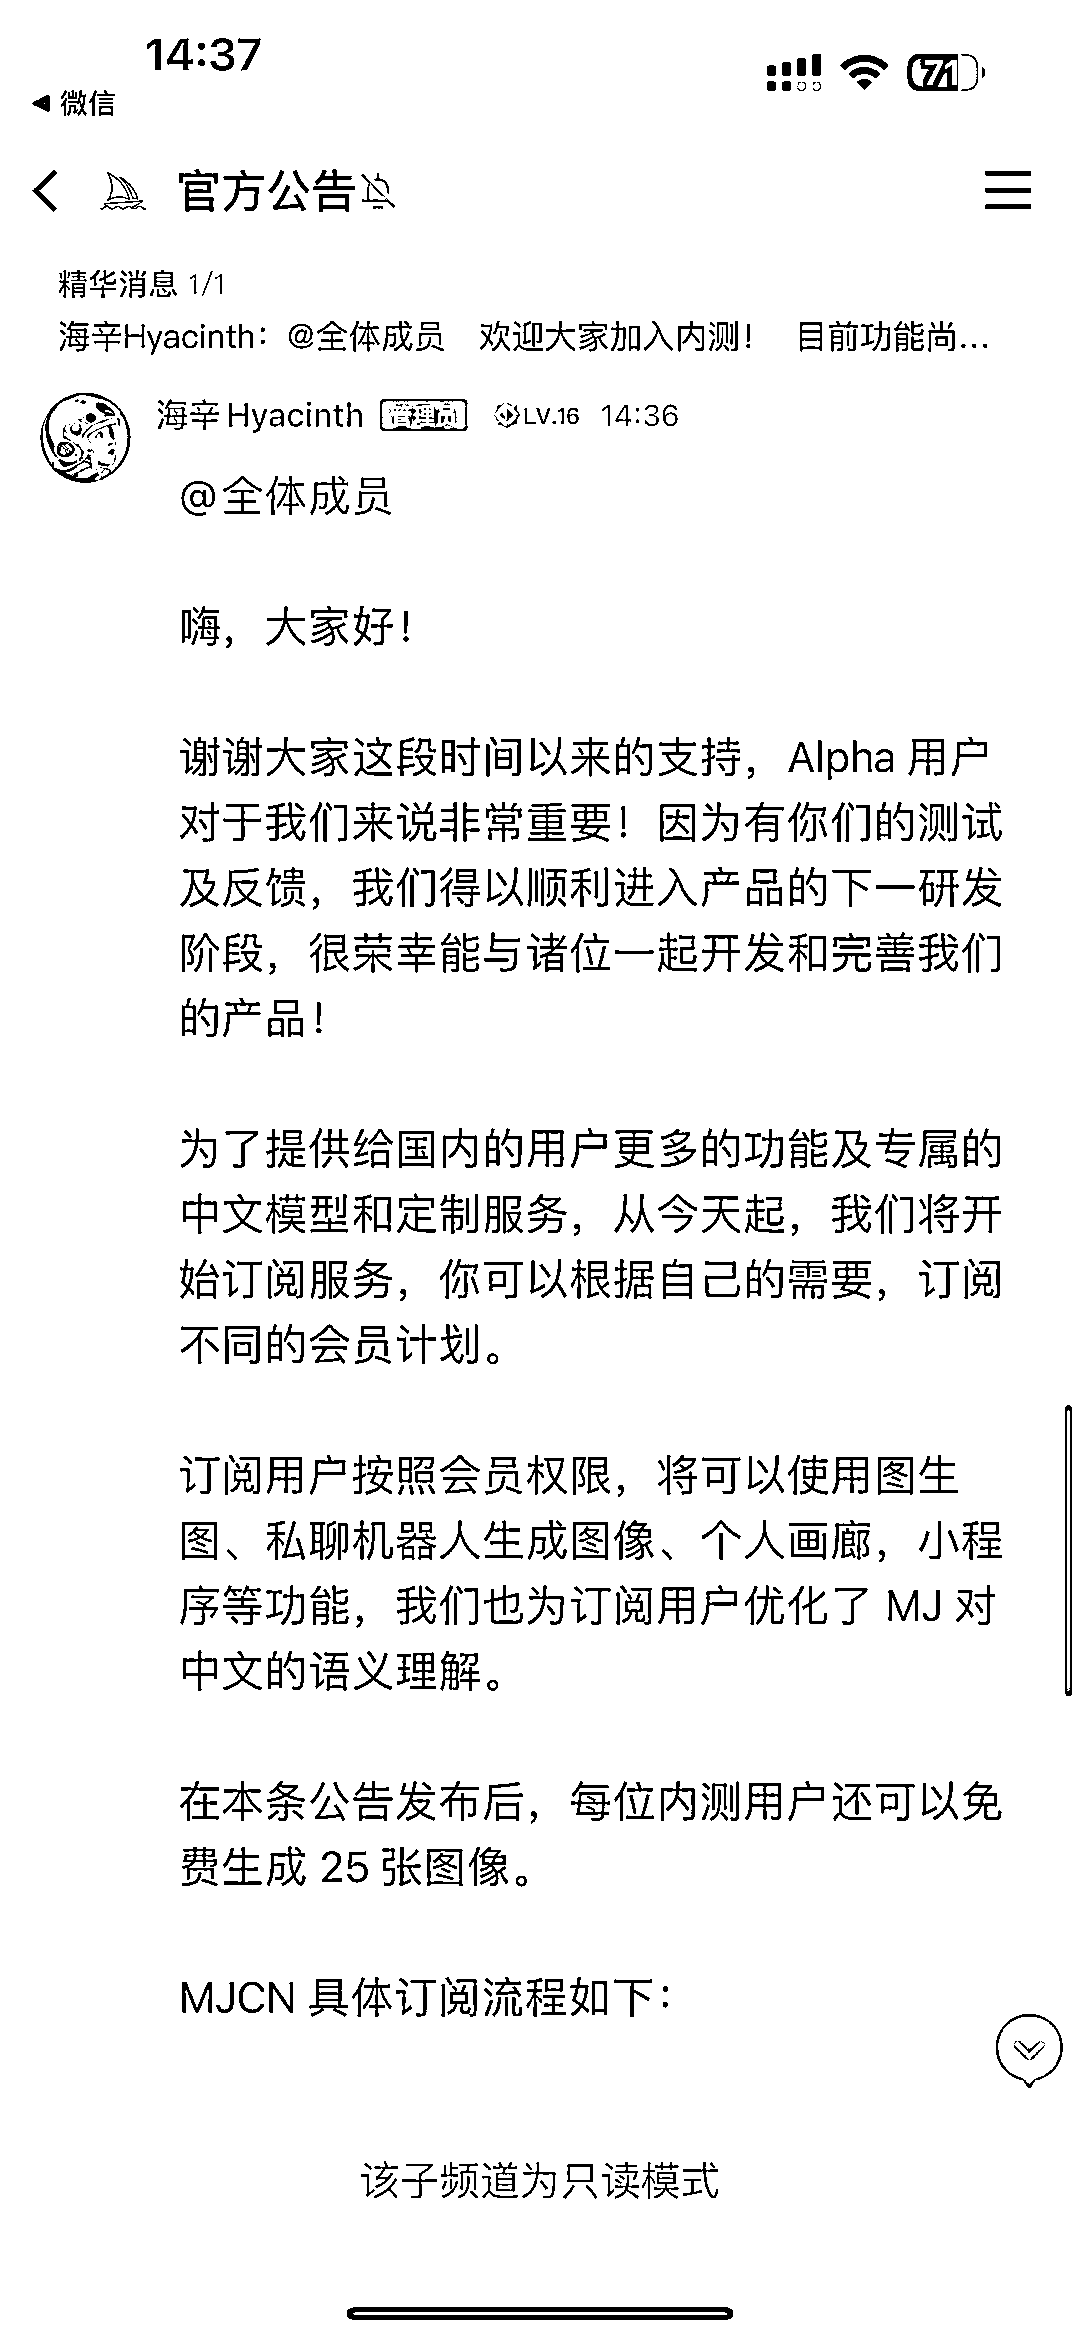 14:37
71
微信
官方公告
精华消息 1/1
海辛Hyacinth：@全体成员 欢迎大家加入内测！ 目前功能尚...
海辛Hyacinth 管理员 LV.16 14:36
@全体成员
嗨，大家好！
谢谢大家这段时间以来的支持，Alpha 用户
对于我们来说非常重要！因为有你们的测试
及反馈，我们得以顺利进入产品的下一研发
阶段，很荣幸能与诸位一起开发和完善我们
的产品！
为了提供给国内的用户更多的功能及专属的
中文模型和定制服务，从今天起，我们将开
始订阅服务，你可以根据自己的需要，订阅
不同的会员计划。
订阅用户按照会员权限，将可以使用图生
图、私聊机器人生成图像、个人画廊，小程
序等功能，我们也为订阅用户优化了 MJ 对
中文的语义理解。
在本条公告发布后，每位内测用户还可以免
费生成 25 张图像。
MJCN 具体订阅流程如下：
该子频道为只读模式